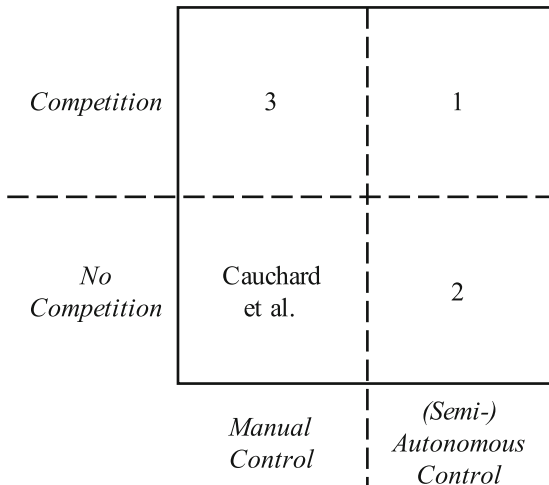 Competition
3
1
No
Competition
Cauchard
et al.
2
Manual
Control
(Semi-)
Autonomous
Control